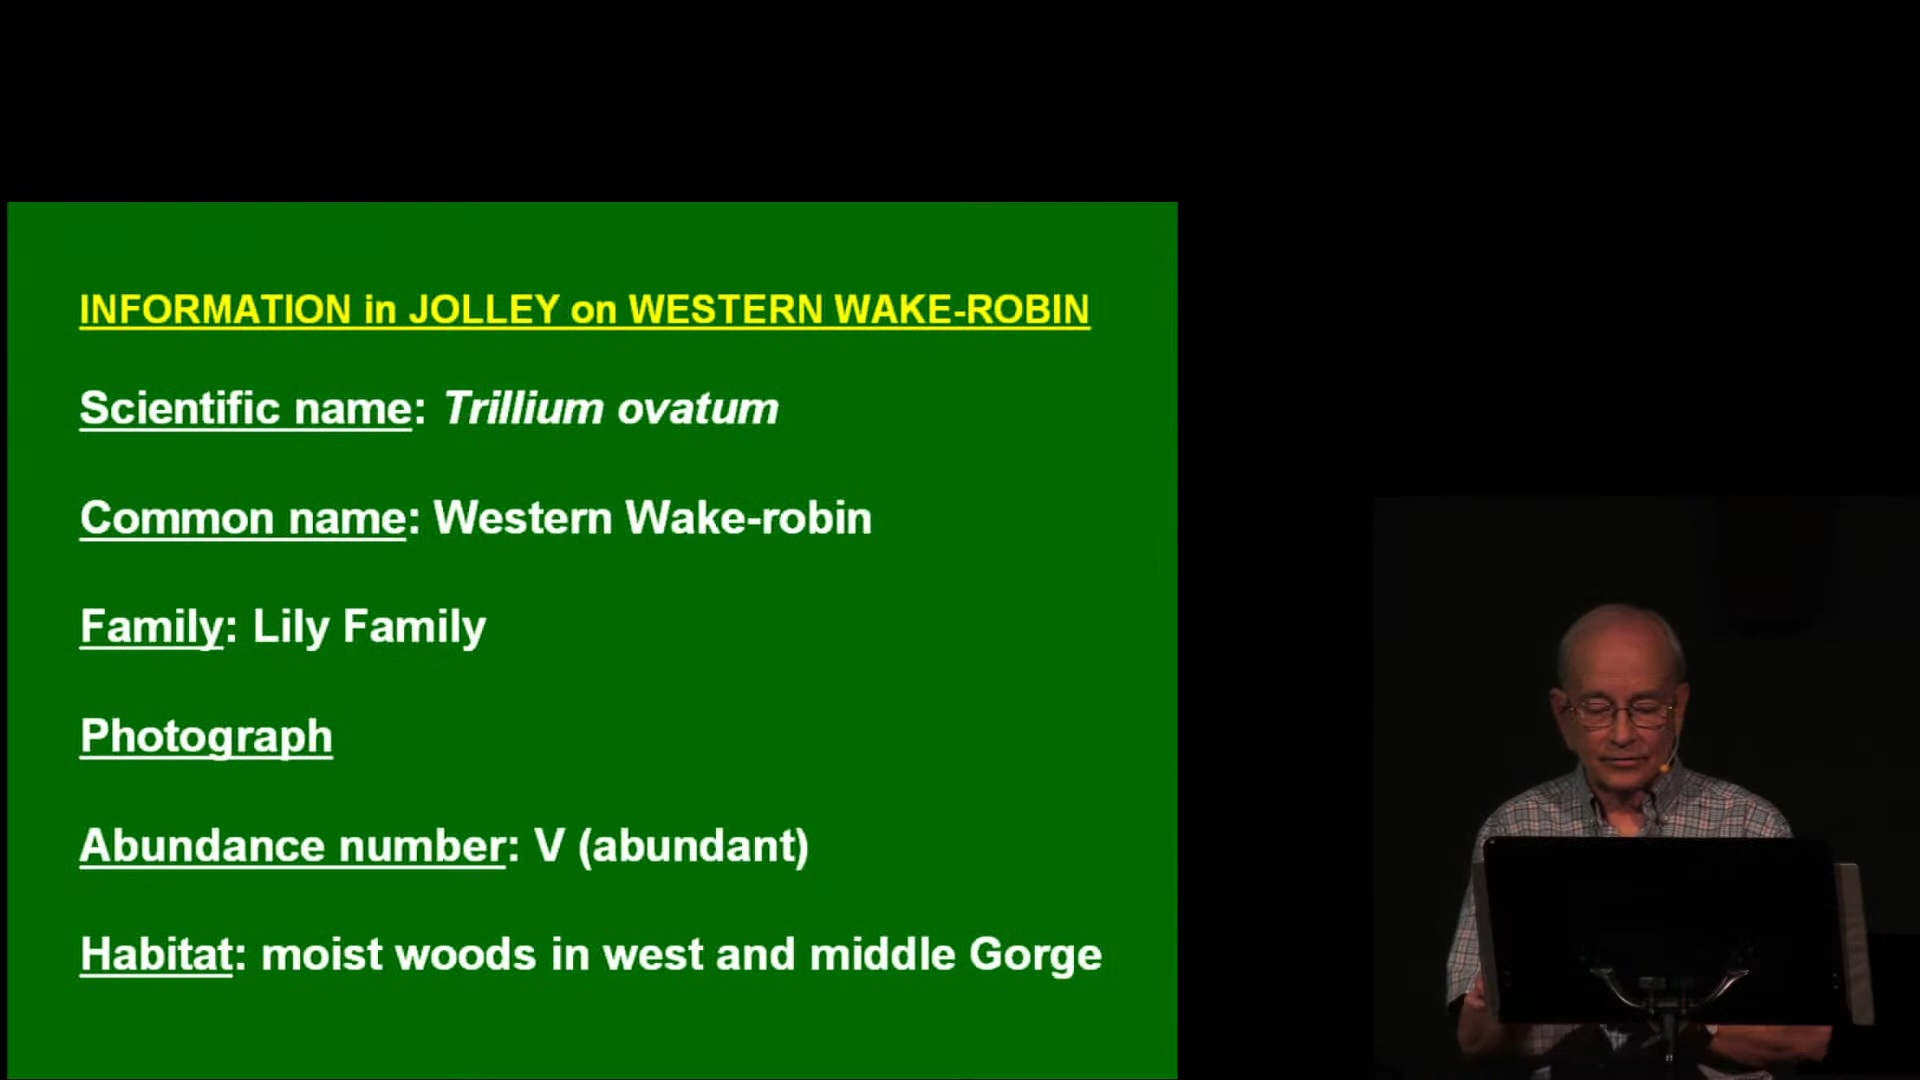 INFORMATION in JOLLEY on WESTERN WAKE-ROBIN
Scientific name: Trillium ovatum
Common name: Western Wake-robin
Family: Lily Family
Photograph
Abundance number: V (abundant)
Habitat: moist woods in west and middle Gorge